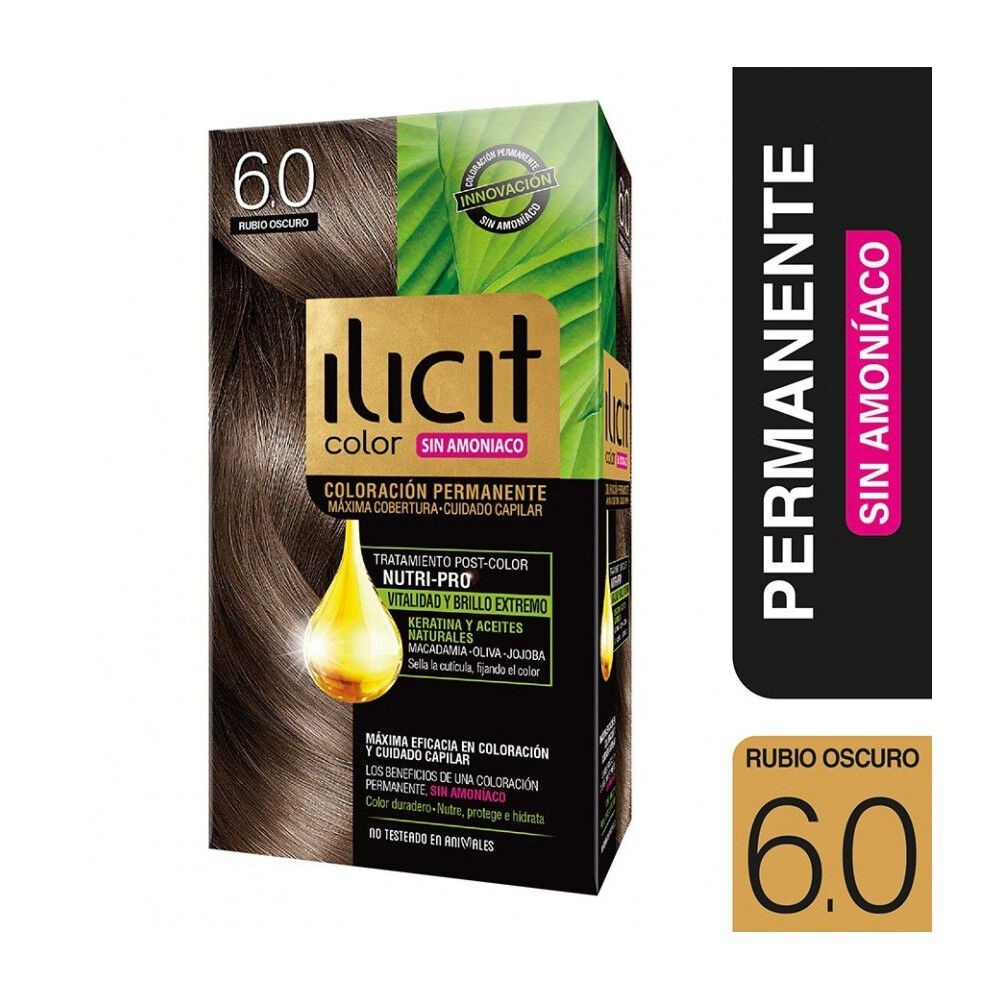 6.0
RUBIO OSCURO
COLORACIÓN PERMANENTE
INNOVACIÓN
SIN AMONÍACO
ilicit
color SIN AMONIACO
COLORACIÓN PERMANENTE
MÁXIMA COBERTURA·CUIDADO CAPILAR
TRATAMIENTO POST-COLOR
NUTRI-PRO
VITALIDAD Y BRILLO EXTREMO
KERATINA Y ACEITES
NATURALES
MACADAMIA·OLIVA·JOJOBA
Sella la cutícula, fijando el color
MÁXIMA EFICACIA EN COLORACIÓN
Y CUIDADO CAPILAR
LOS BENEFICIOS DE UNA COLORACIÓN
PERMANENTE, SIN AMONÍACO
Color duradero · Nutre, protege e hidrata
NO TESTEADO EN ANIMALES
6.0
ilicit
color
PERMANENTE
SIN AMONÍACO
RUBIO OSCURO
6.0